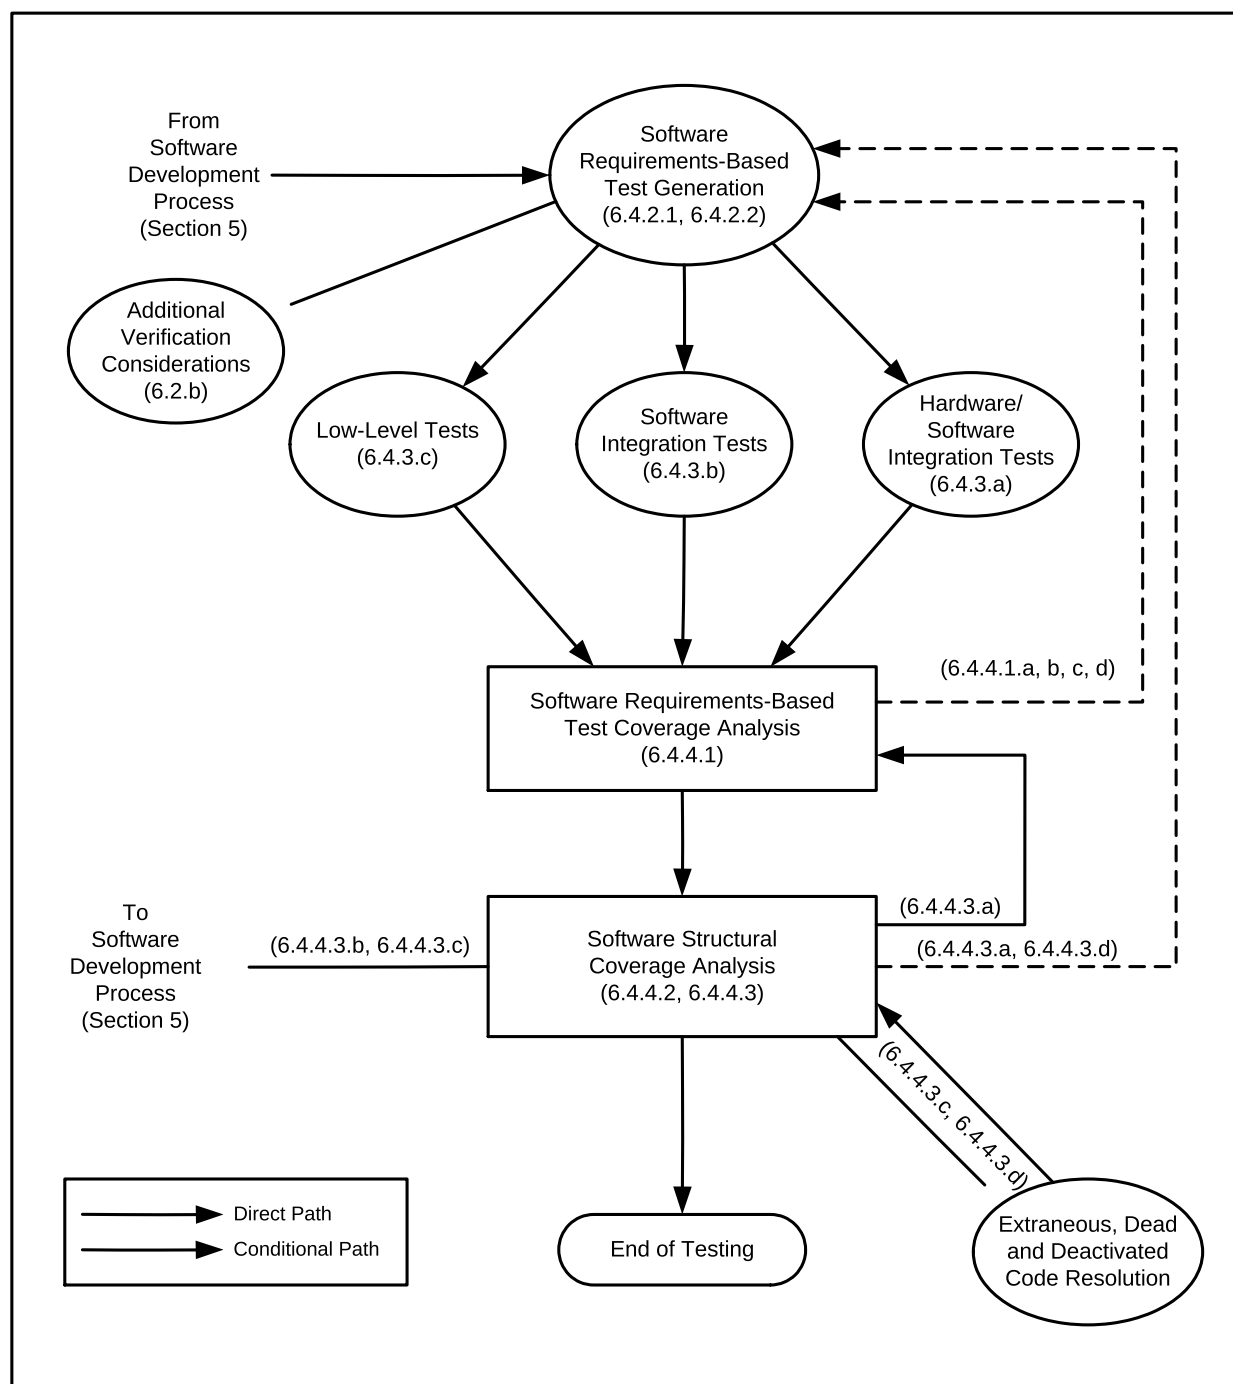 From
Software
Development
Process
(Section 5)
Software
Requirements-Based
Test Generation
(6.4.2.1, 6.4.2.2)
Additional
Verification
Considerations
(6.2.b)
Low-Level Tests
(6.4.3.c)
Software
Integration Tests
(6.4.3.b)
Hardware/
Software
Integration Tests
(6.4.3.a)
Software Requirements-Based
Test Coverage Analysis
(6.4.4.1)
(6.4.4.1.a, b, c, d)
To
Software
Development
Process
(Section 5)
(6.4.4.3.b, 6.4.4.3.c)
Software Structural
Coverage Analysis
(6.4.4.2, 6.4.4.3)
(6.4.4.3.a)
(6.4.4.3.a, 6.4.4.3.d)
(6.4.4.3.c, 6.4.4.3.d)
Direct Path
Conditional Path
End of Testing
Extraneous, Dead
and Deactivated
Code Resolution